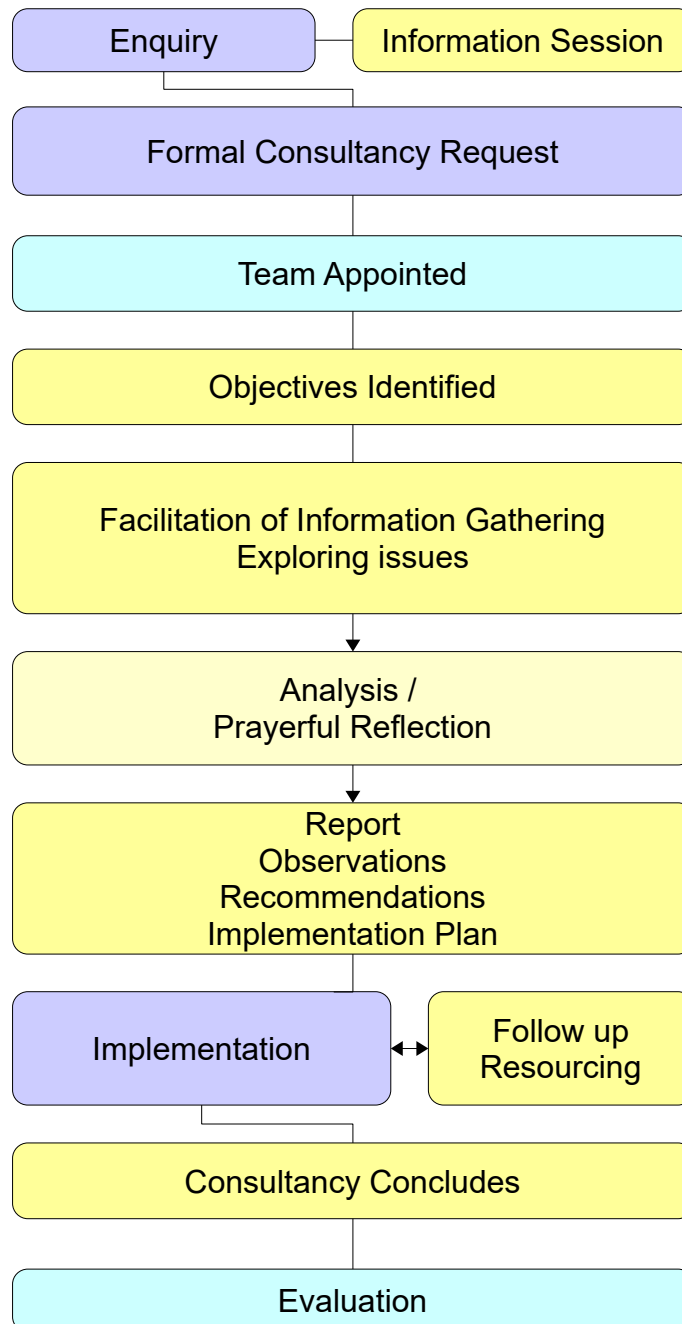 Enquiry
Information Session
Formal Consultancy Request
Team Appointed
Objectives Identified
Facilitation of Information Gathering
Exploring issues
Analysis /
Prayerful Reflection
Report
Observations
Recommendations
Implementation Plan
Implementation
Follow up
Resourcing
Consultancy Concludes
Evaluation